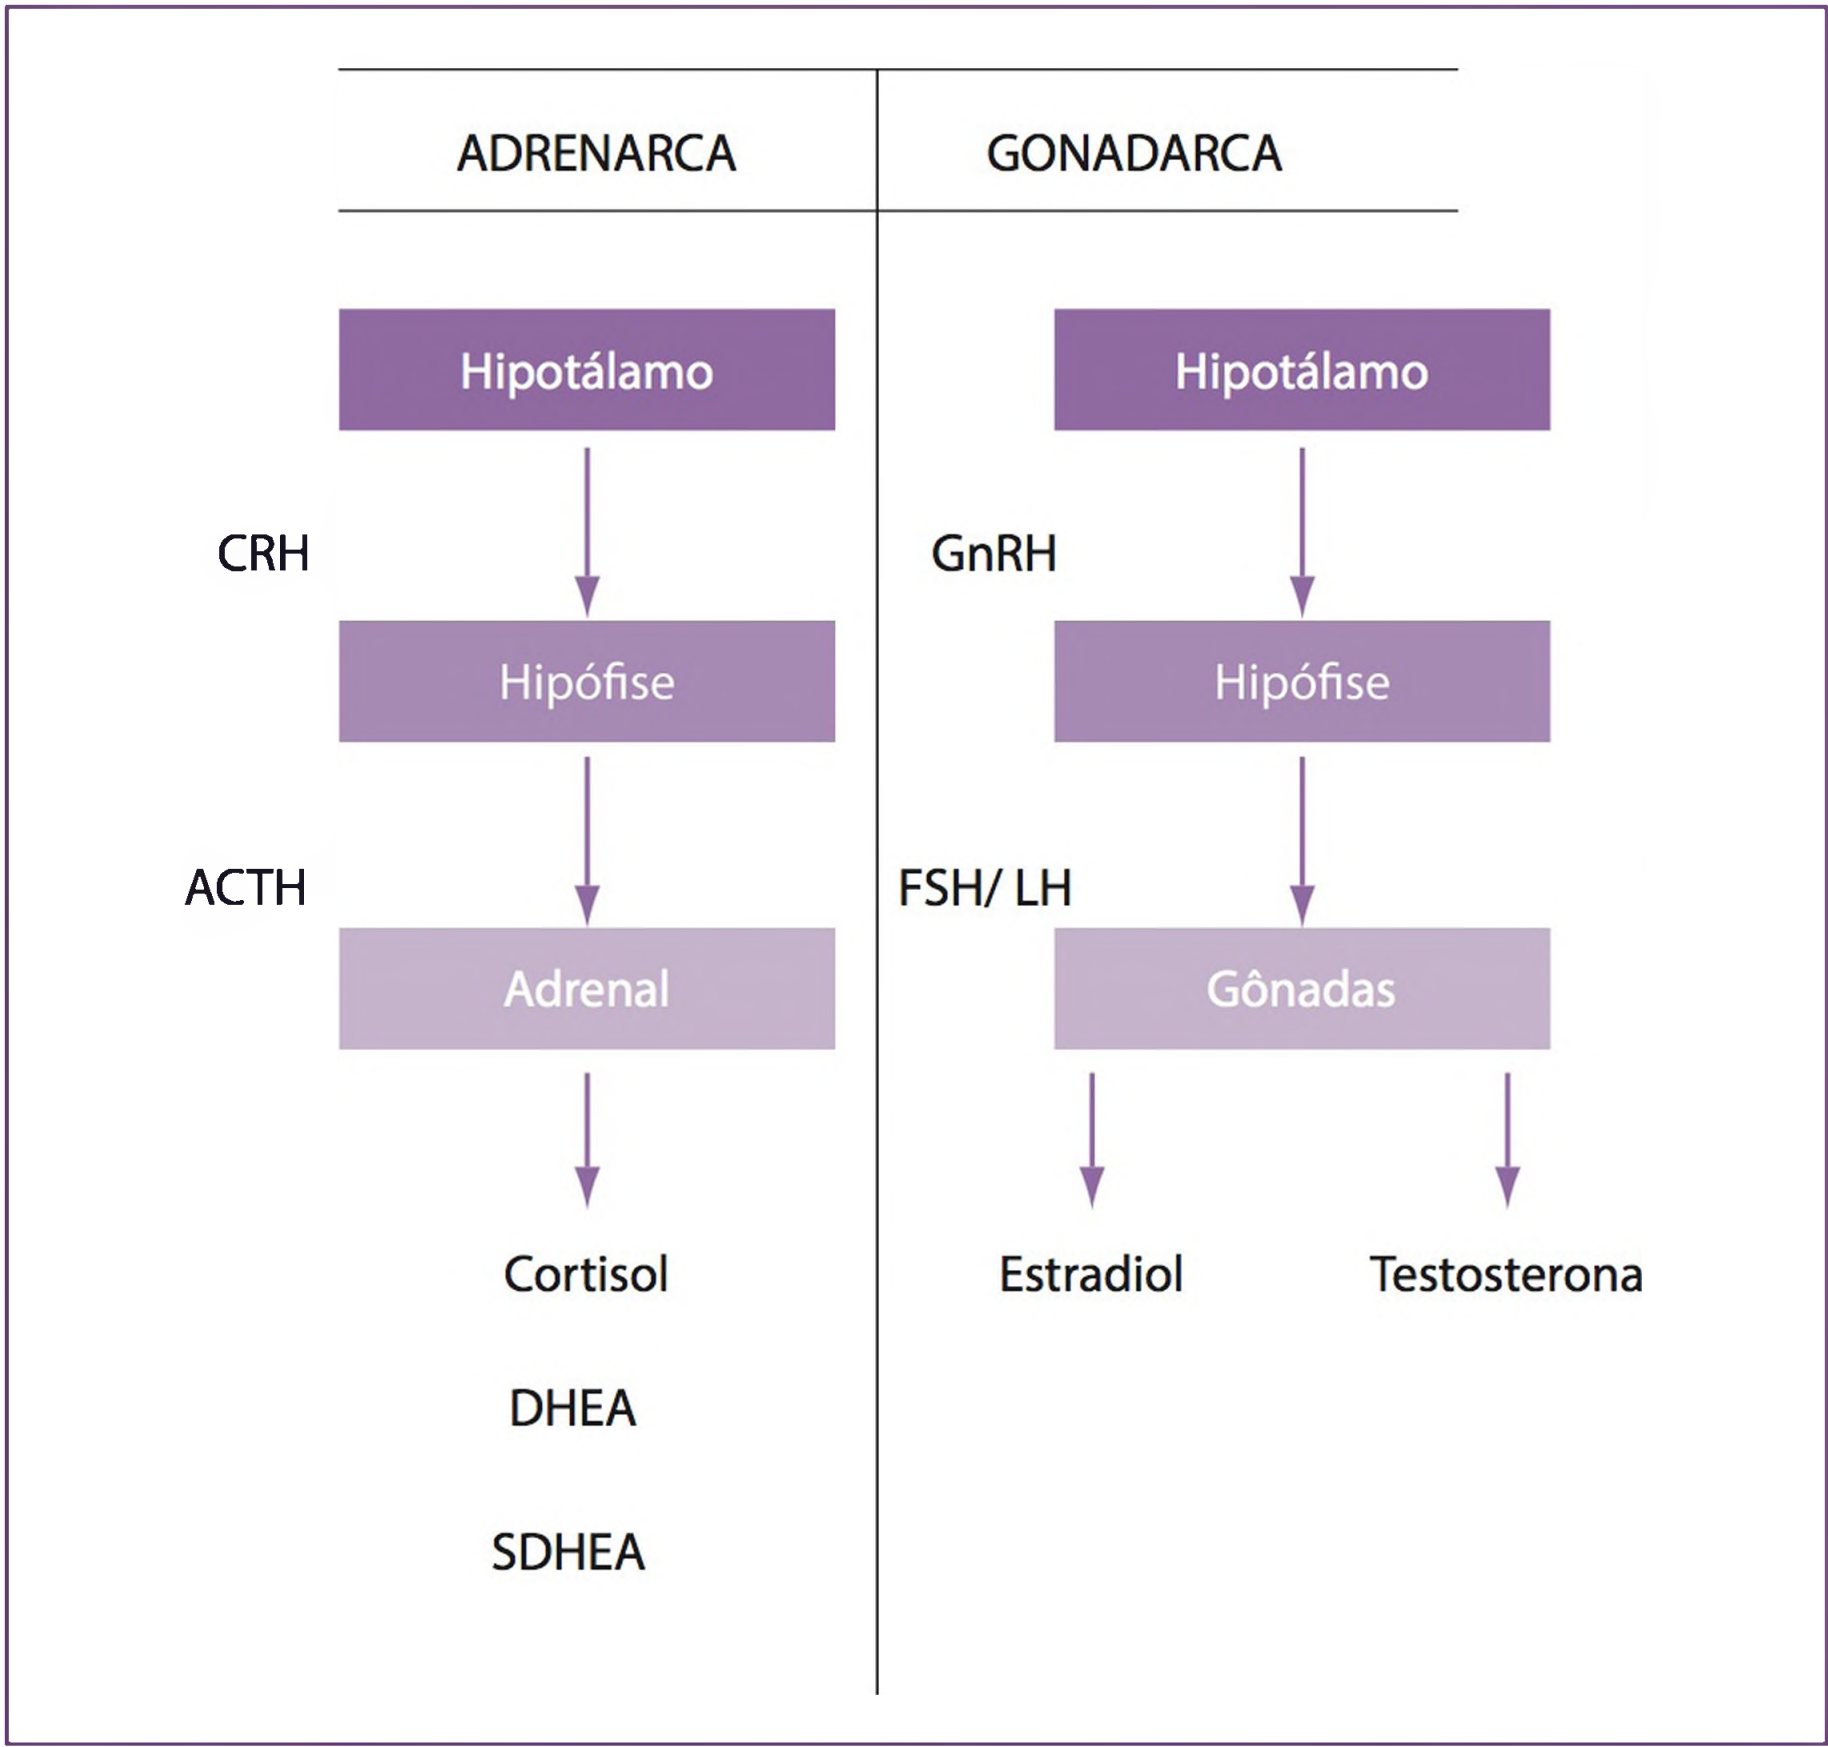 ADRENARCA
GONADARCA
Hipotálamo
Hipotálamo
CRH
GnRH
Hipófise
Hipófise
ACTH
FSH/ LH
Adrenal
Gônadas
Cortisol
Estradiol
Testosterona
DHEA
SDHEA